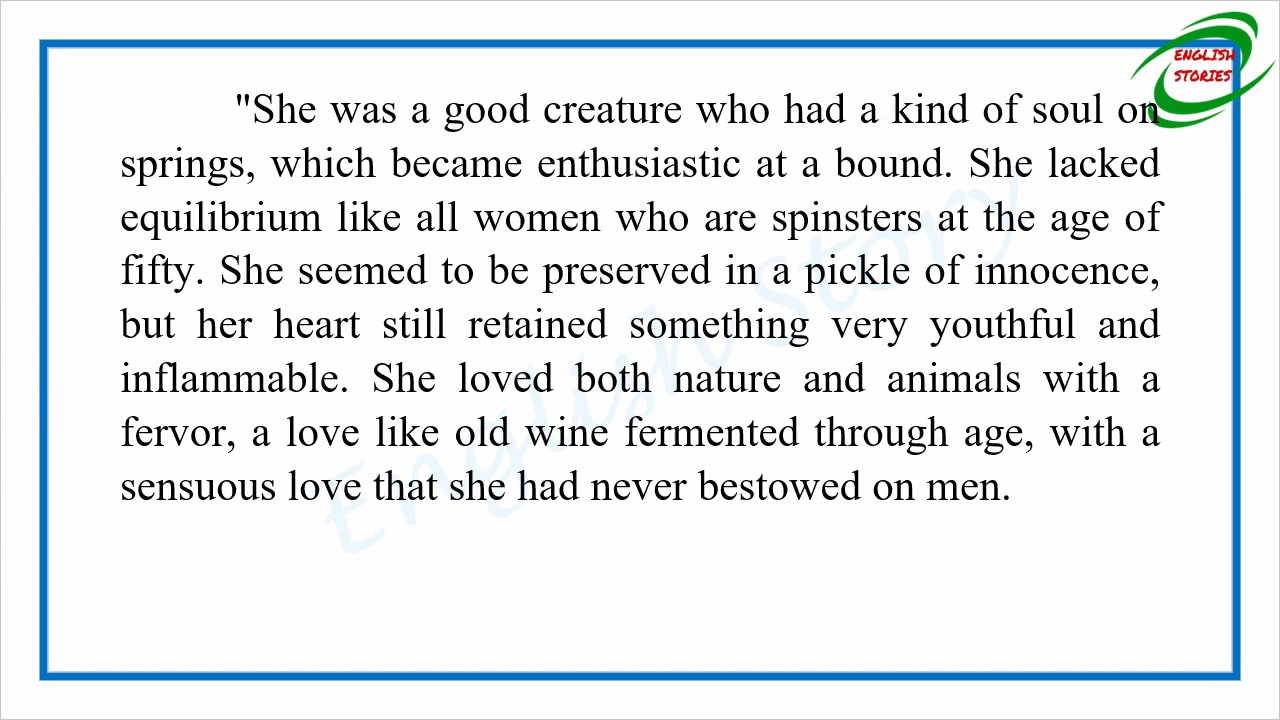 ENGLISH
STORIES
"She was a good creature who had a kind of soul on
springs, which became enthusiastic at a bound. She lacked
equilibrium like all women who are spinsters at the age of
fifty. She seemed to be preserved in a pickle of innocence,
but her heart still retained something very youthful and
inflammable. She loved both nature and animals with a
fervor, a love like old wine fermented through age, with a
sensuous love that she had never bestowed on men.
English Story